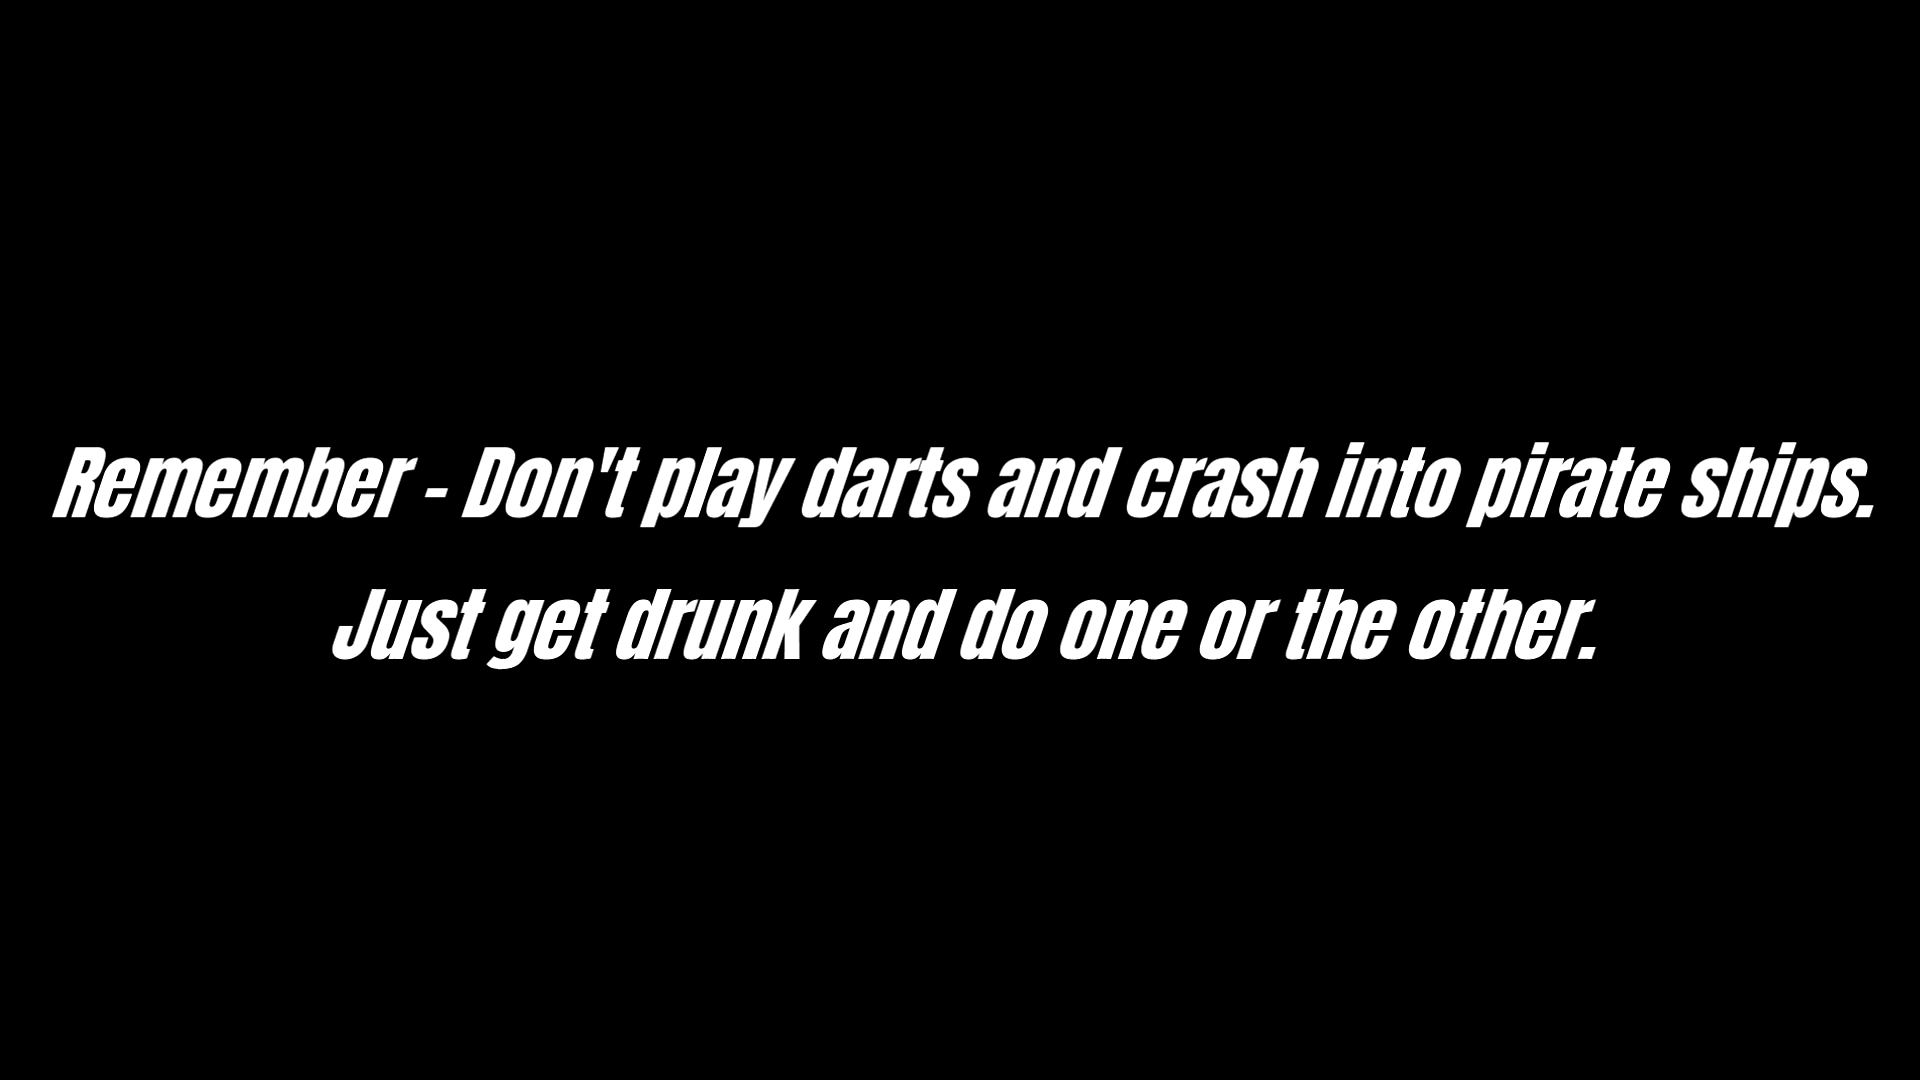 Remember - Don't play darts and crash into pirate ships.
Just get drunk and do one or the other.